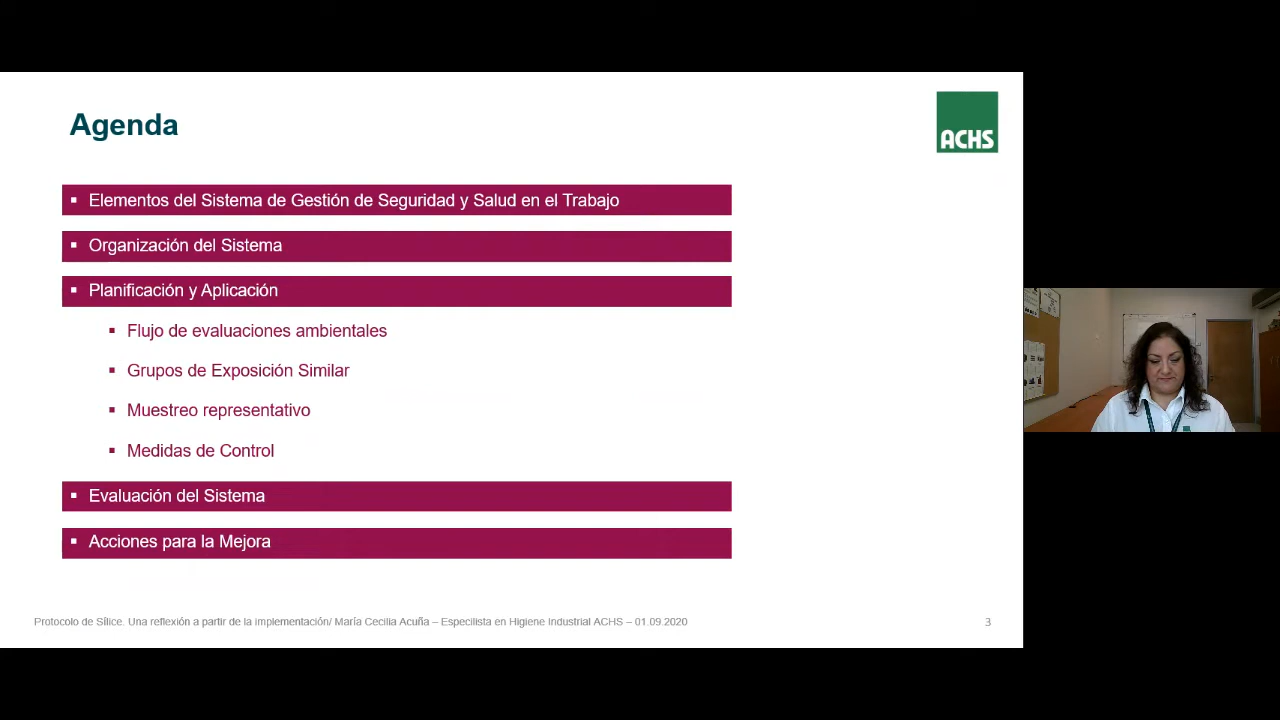 Agenda
ACHS
▪ Elementos del Sistema de Gestión de Seguridad y Salud en el Trabajo
▪ Organización del Sistema
▪ Planificación y Aplicación
▪ Flujo de evaluaciones ambientales
▪ Grupos de Exposición Similar
▪ Muestreo representativo
▪ Medidas de Control
▪ Evaluación del Sistema
▪ Acciones para la Mejora
Protocolo de Sílice. Una reflexión a partir de la implementación/ María Cecilia Acuña – Especilista en Higiene Industrial ACHS – 01.09.2020
3